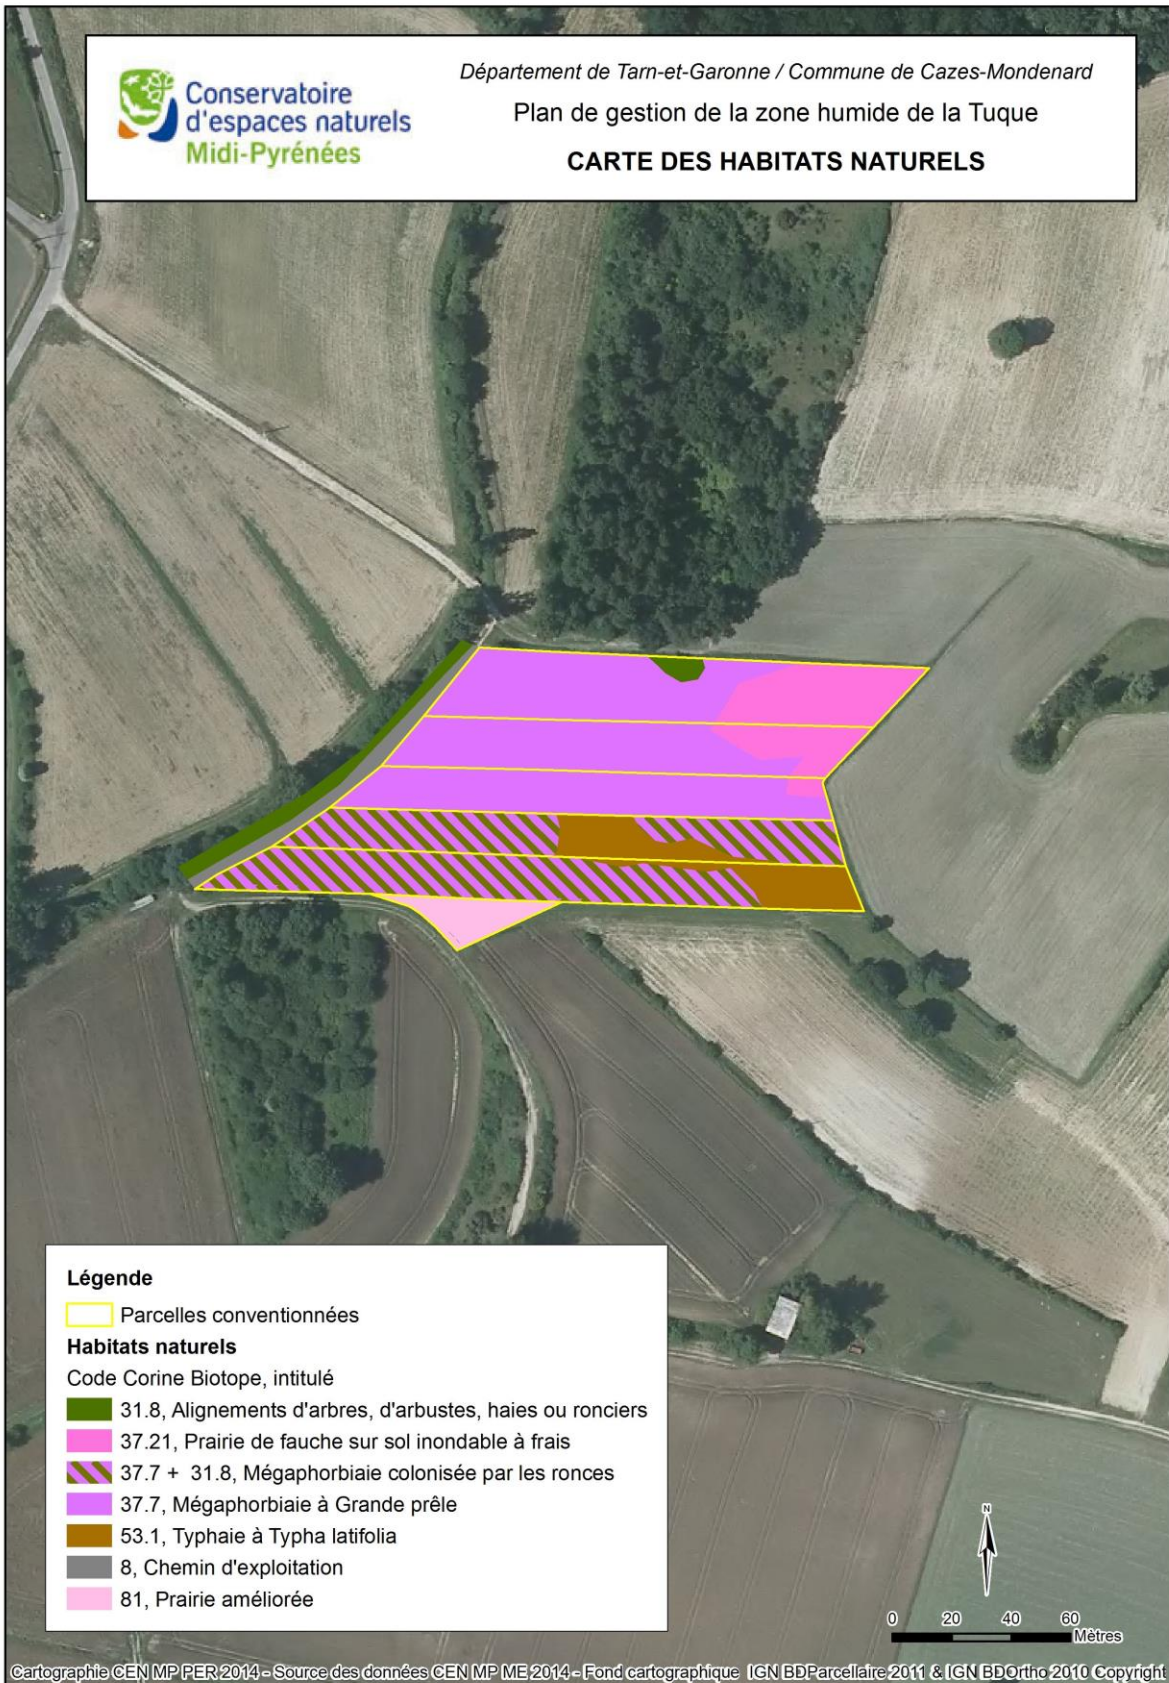 Conservatoire
d'espaces naturels
Midi-Pyrénées
Département de Tarn-et-Garonne / Commune de Cazes-Mondenard
Plan de gestion de la zone humide de la Tuque
CARTE DES HABITATS NATURELS
Légende
Parcelles conventionnées
Habitats naturels
Code Corine Biotope, intitulé
31.8, Alignements d'arbres, d'arbustes, haies ou ronciers
37.21, Prairie de fauche sur sol inondable à frais
37.7 + 31.8, Mégaphorbiaie colonisée par les ronces
37.7, Mégaphorbiaie à Grande prêle
53.1, Typhaie à Typha latifolia
8, Chemin d'exploitation
81, Prairie améliorée
N
0 20 40 60
Mètres
Cartographie CEN MP PER 2014 - Source des données CEN MP ME 2014 - Fond cartographique IGN BDParcellaire 2011 & IGN BDOrtho 2010 Copyright